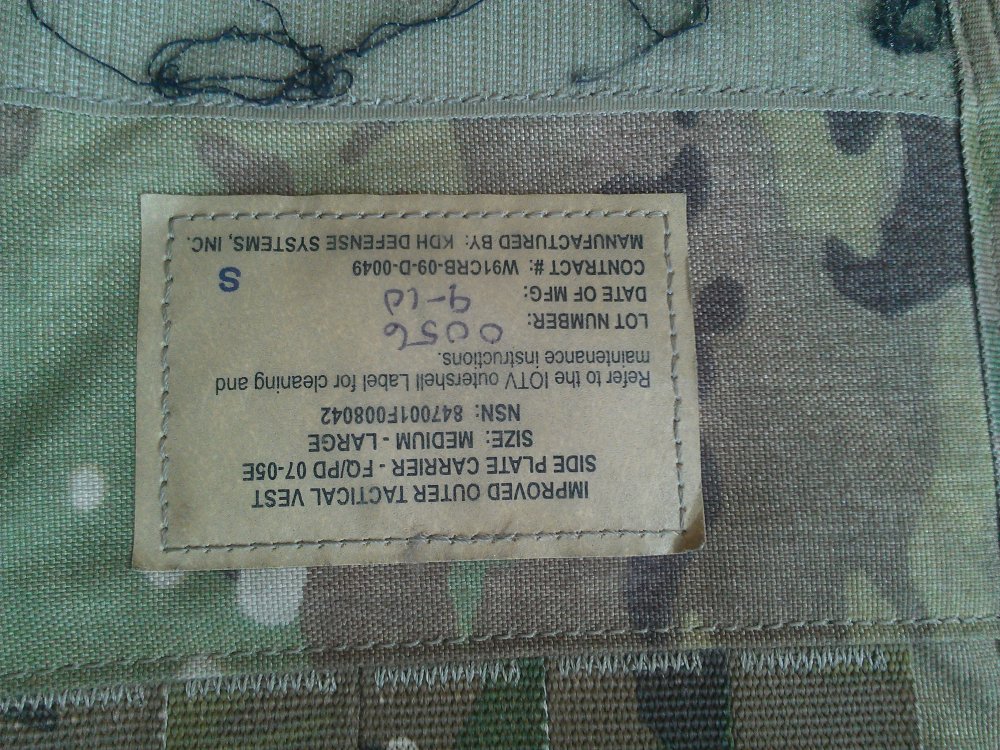 IMPROVED OUTER TACTICAL VEST
SIDE PLATE CARRIER - FQ/PD 07-05E
SIZE: MEDIUM - LARGE
NSN: 847001F008042
Refer to the IOTV outershell Label for cleaning and
maintenance instructions.
LOT NUMBER: 0056
DATE OF MFG: 9-10
CONTRACT #: W91CRB-09-D-0049
MANUFACTURED BY: KDH DEFENSE SYSTEMS, INC.
S